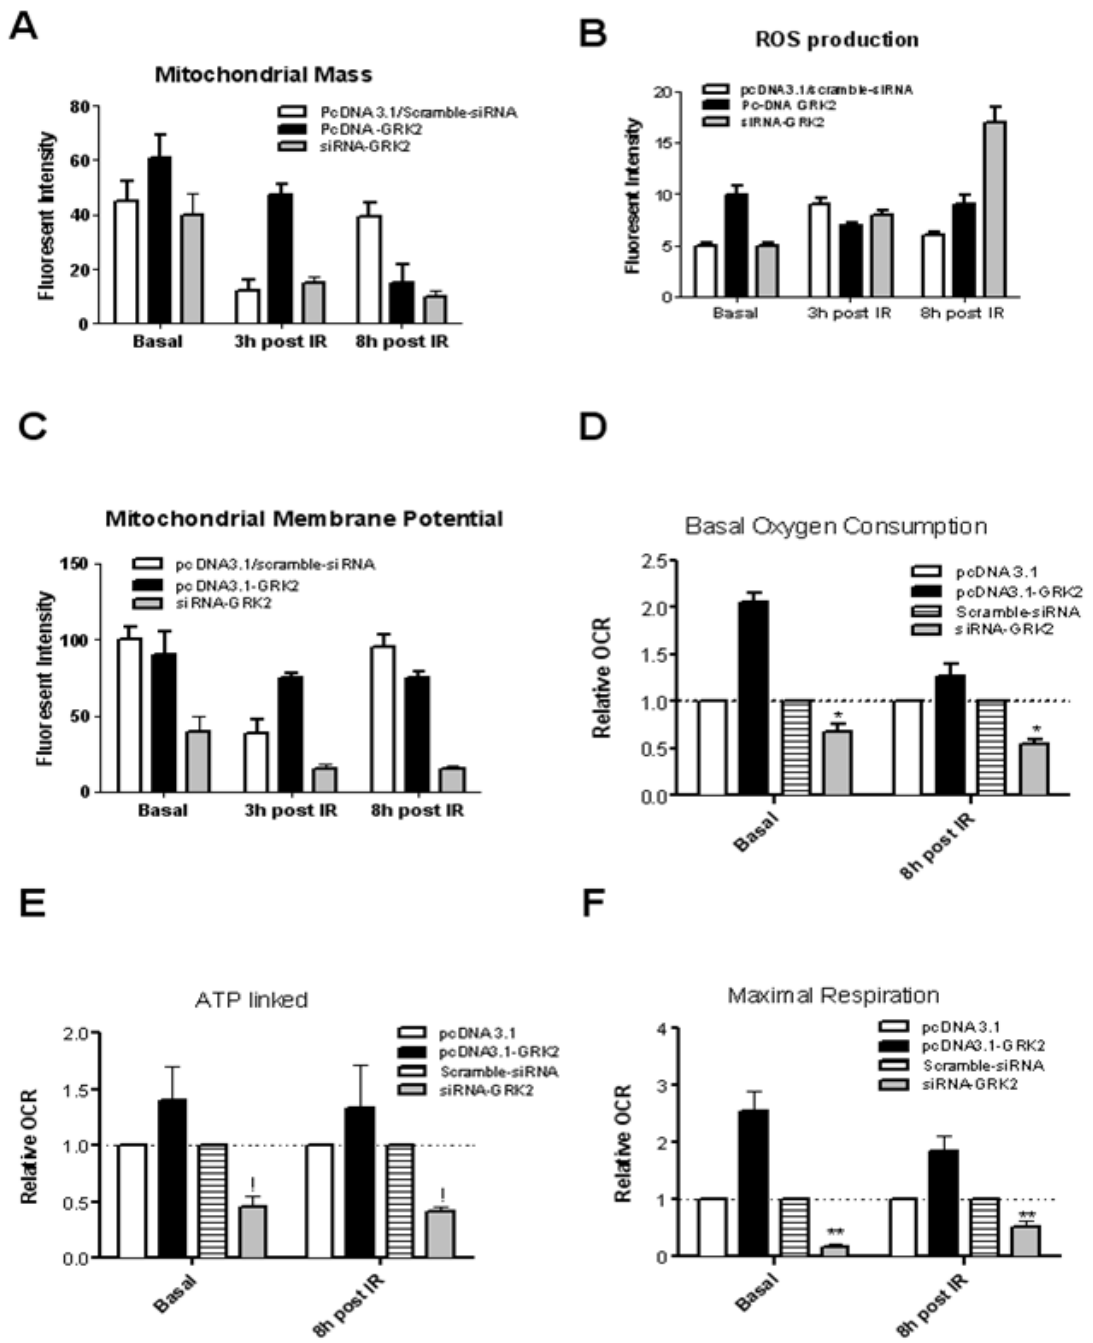 A
Mitochondrial Mass
PcDNA3.1/Scramble-siRNA
PcDNA-GRK2
siRNA-GRK2
Fluoresent Intensity
80
60
40
20
0
Basal
3h post IR
8h post IR
B
ROS production
pcDNA3.1/scramble-siRNA
Pc-DNA GRK2
siRNA-GRK2
Fluoresent Intensity
20
15
10
5
0
Basal
3h post IR
8h post IR
C
Mitochondrial Membrane Potential
pcDNA3.1/scramble-siRNA
pcDNA3.1-GRK2
siRNA-GRK2
Fluoresent Intensity
150
100
50
0
Basal
3h post IR
8h post IR
D
Basal Oxygen Consumption
pcDNA3.1
pcDNA3.1-GRK2
Scramble-siRNA
siRNA-GRK2
Relative OCR
2.5
2.0
1.5
1.0
0.5
0.0
*
*
Basal
8h post IR
E
ATP linked
pcDNA3.1
pcDNA3.1-GRK2
Scramble-siRNA
siRNA-GRK2
Relative OCR
2.0
1.5
1.0
0.5
0.0
!
!
Basal
8h post IR
F
Maximal Respiration
pcDNA3.1
pcDNA3.1-GRK2
Scramble-siRNA
siRNA-GRK2
Relative OCR
4
3
2
1
0
**
**
Basal
8h post IR